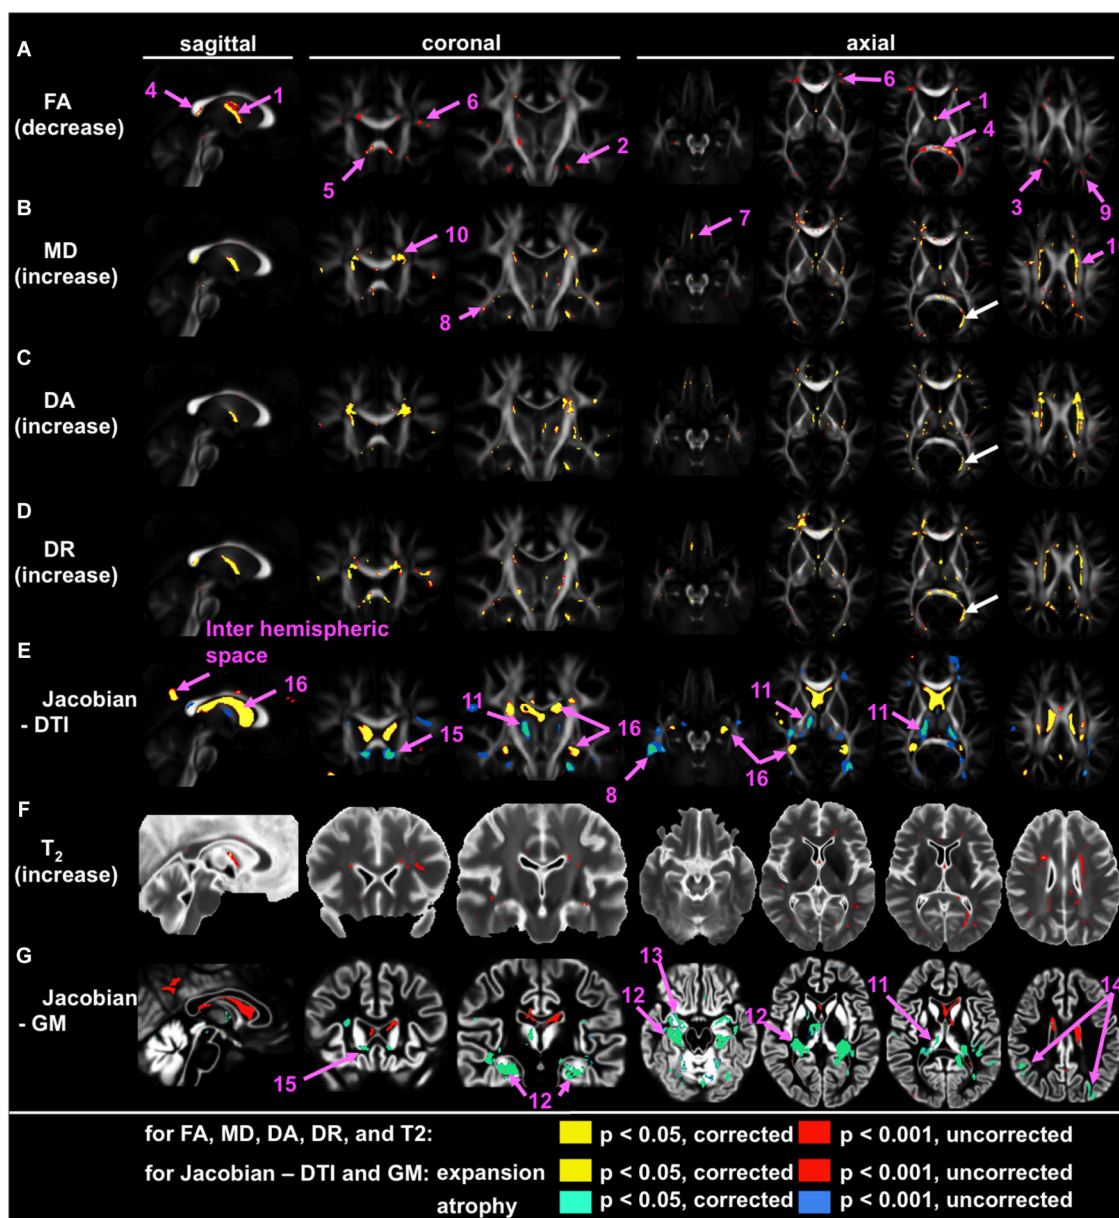 A
sagittal coronal axial
FA
(decrease)
4 1 6 6 1 4 2 5 3 9
B
MD
(increase)
10 7 1 8
C
DA
(increase)
D
DR
(increase)
Inter hemispheric
space
E
Jacobian
- DTI
16 11 15 16 8 11 16 11
F
T2
(increase)
G
Jacobian
- GM
13 12 12 11 14 15 12
for FA, MD, DA, DR, and T2: p < 0.05, corrected p < 0.001, uncorrected
for Jacobian – DTI and GM: expansion p < 0.05, corrected p < 0.001, uncorrected
atrophy p < 0.05, corrected p < 0.001, uncorrected